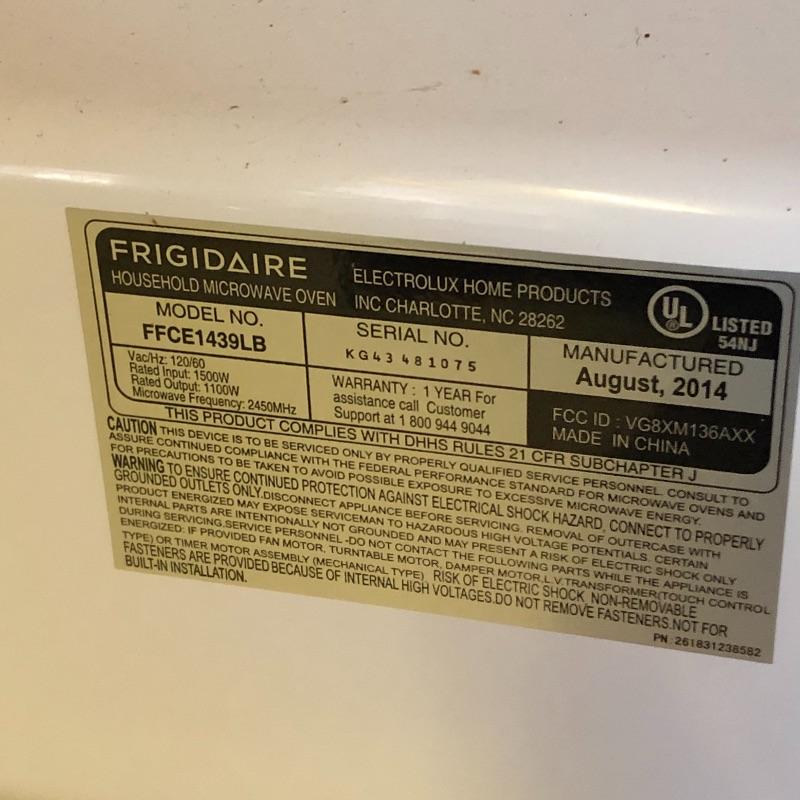 FRIGIDAIRE
HOUSEHOLD MICROWAVE OVEN
ELECTROLUX HOME PRODUCTS
INC CHARLOTTE, NC 28262
UL
®
LISTED
54NJ
MODEL NO.
FFCE1439LB
SERIAL NO.
KG43 481075
MANUFACTURED
August, 2014
Vac/Hz: 120/60
Rated Input: 1500W
Rated Output: 1100W
Microwave Frequency: 2450MHz
WARRANTY : 1 YEAR For
assistance call Customer
Support at 1 800 944 9044
FCC ID : VG8XM136AXX
MADE IN CHINA
THIS PRODUCT COMPLIES WITH DHHS RULES 21 CFR SUBCHAPTER J
CAUTION THIS DEVICE IS TO BE SERVICED ONLY BY PROPERLY QUALIFIED SERVICE PERSONNEL. CONSULT TO
ASSURE CONTINUED COMPLIANCE WITH THE FEDERAL PERFORMANCE STANDARD FOR MICROWAVE OVENS AND
FOR PRECAUTIONS TO BE TAKEN TO AVOID POSSIBLE EXPOSURE TO EXCESSIVE MICROWAVE ENERGY.
WARNING TO ENSURE CONTINUED PROTECTION AGAINST ELECTRICAL SHOCK HAZARD, CONNECT TO PROPERLY
GROUNDED OUTLETS ONLY.DISCONNECT APPLIANCE BEFORE SERVICING. REMOVAL OF OUTERCASE WITH
PRODUCT ENERGIZED MAY EXPOSE SERVICEMAN TO HAZARDOUS HIGH VOLTAGE POTENTIALS. CERTAIN
INTERNAL PARTS ARE INTENTIONALLY NOT GROUNDED AND MAY PRESENT A RISK OF ELECTRIC SHOCK ONLY
DURING SERVICING.SERVICE PERSONNEL -DO NOT CONTACT THE FOLLOWING PARTS WHILE THE APPLIANCE IS
ENERGIZED: IF PROVIDED FAN MOTOR, TURNTABLE MOTOR, DAMPER MOTOR,L.V.TRANSFORMER(TOUCH CONTROL
TYPE) OR TIMER MOTOR ASSEMBLY (MECHANICAL TYPE) RISK OF ELECTRIC SHOCK NON-REMOVABLE
FASTENERS ARE PROVIDED BECAUSE OF INTERNAL HIGH VOLTAGES.DO NOT REMOVE FASTENERS.NOT FOR
BUILT-IN INSTALLATION.
PN 261831238582